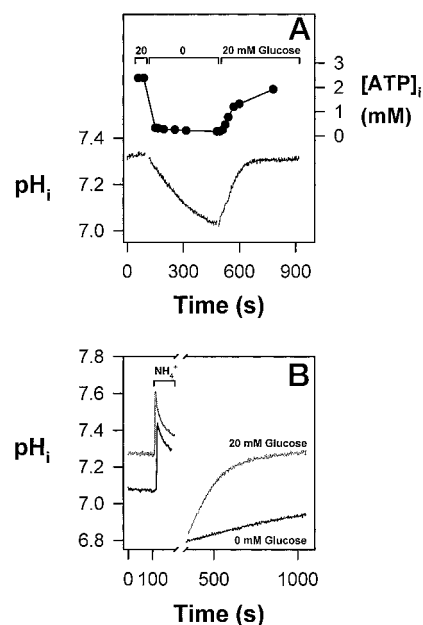 A
20 0 20 mM Glucose
3
2
1
0
[ATP]i
(mM)
7.4
7.2
7.0
pHi
0 300 600 900
Time (s)
B
NH4+
7.8
7.6
7.4
7.2
7.0
6.8
pHi
20 mM Glucose
0 mM Glucose
0 100 500 1000
Time (s)